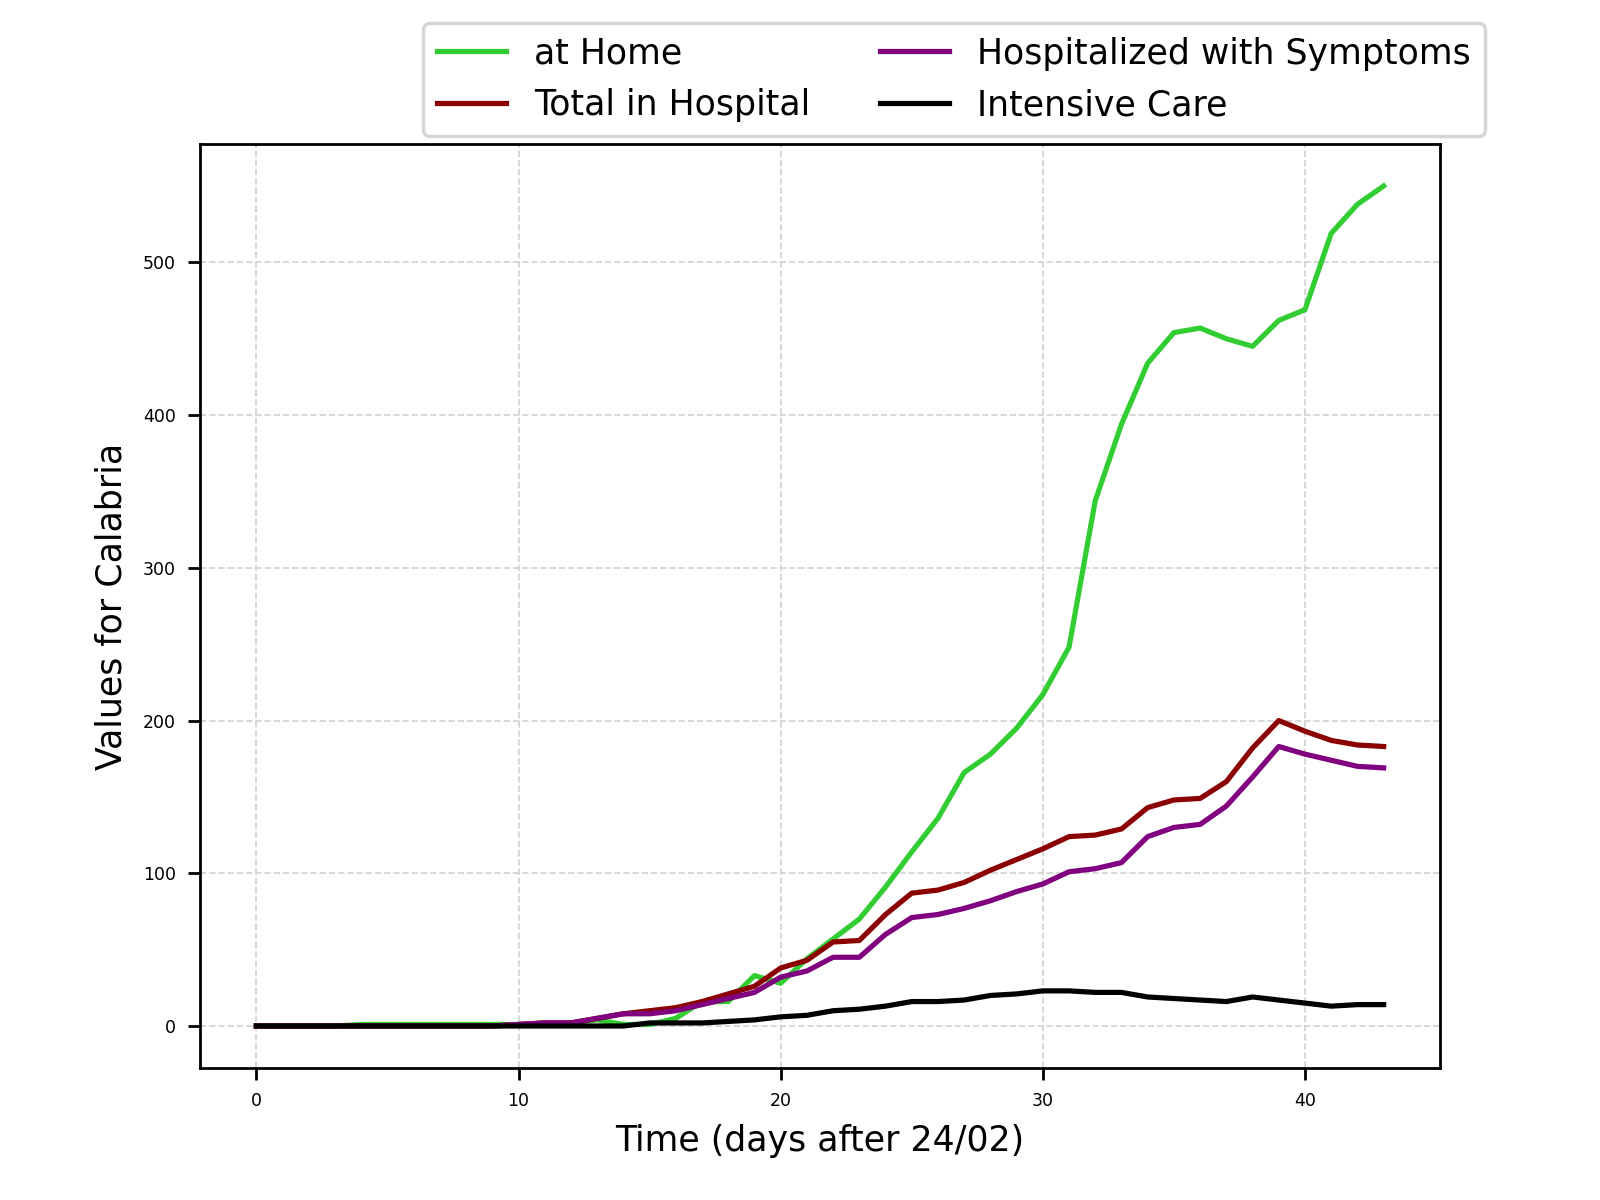 at Home
Total in Hospital
Hospitalized with Symptoms
Intensive Care
Values for Calabria
500
400
300
200
100
0
0 10 20 30 40
Time (days after 24/02)